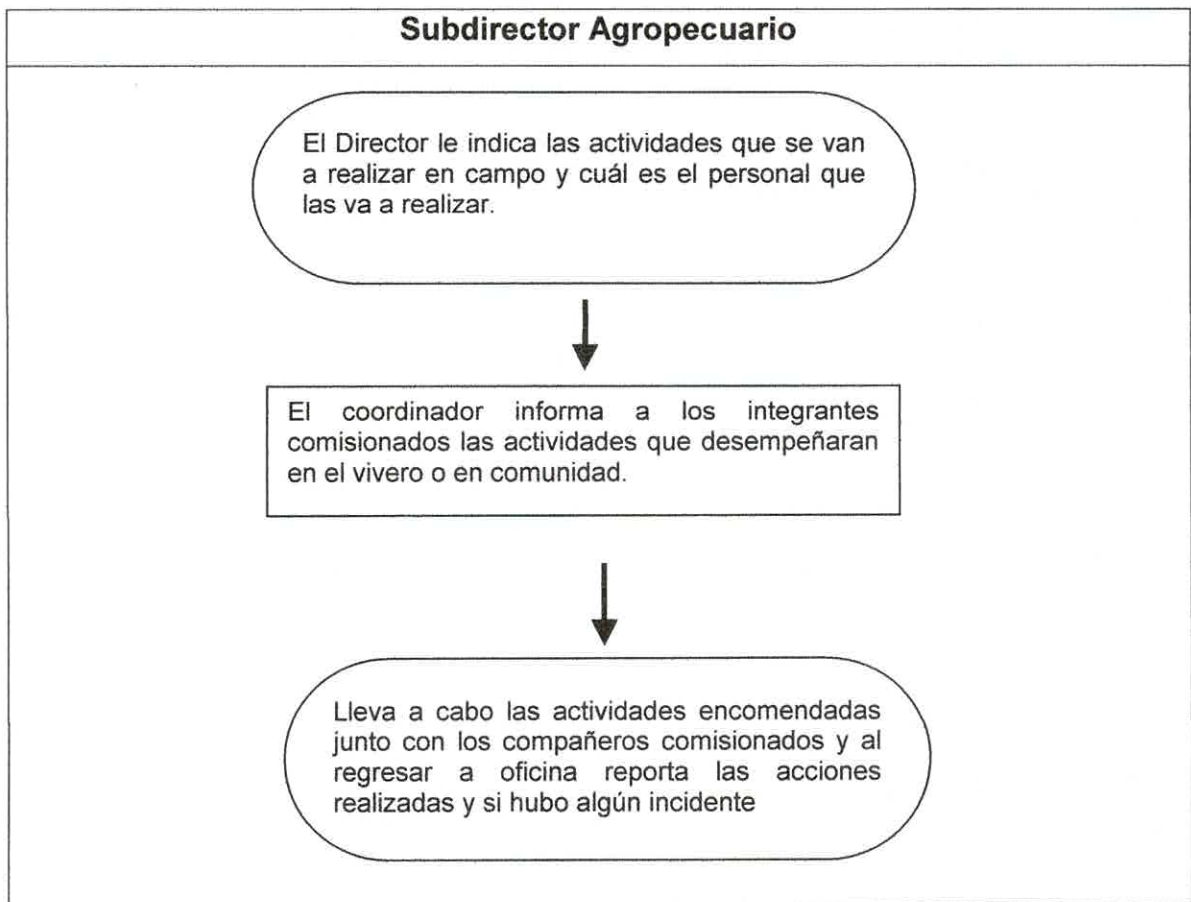 Subdirector Agropecuario
El Director le indica las actividades que se van
a realizar en campo y cuál es el personal que
las va a realizar.
El coordinador informa a los integrantes
comisionados las actividades que desempeñaran
en el vivero o en comunidad.
Lleva a cabo las actividades encomendadas
junto con los compañeros comisionados y al
regresar a oficina reporta las acciones
realizadas y si hubo algún incidente